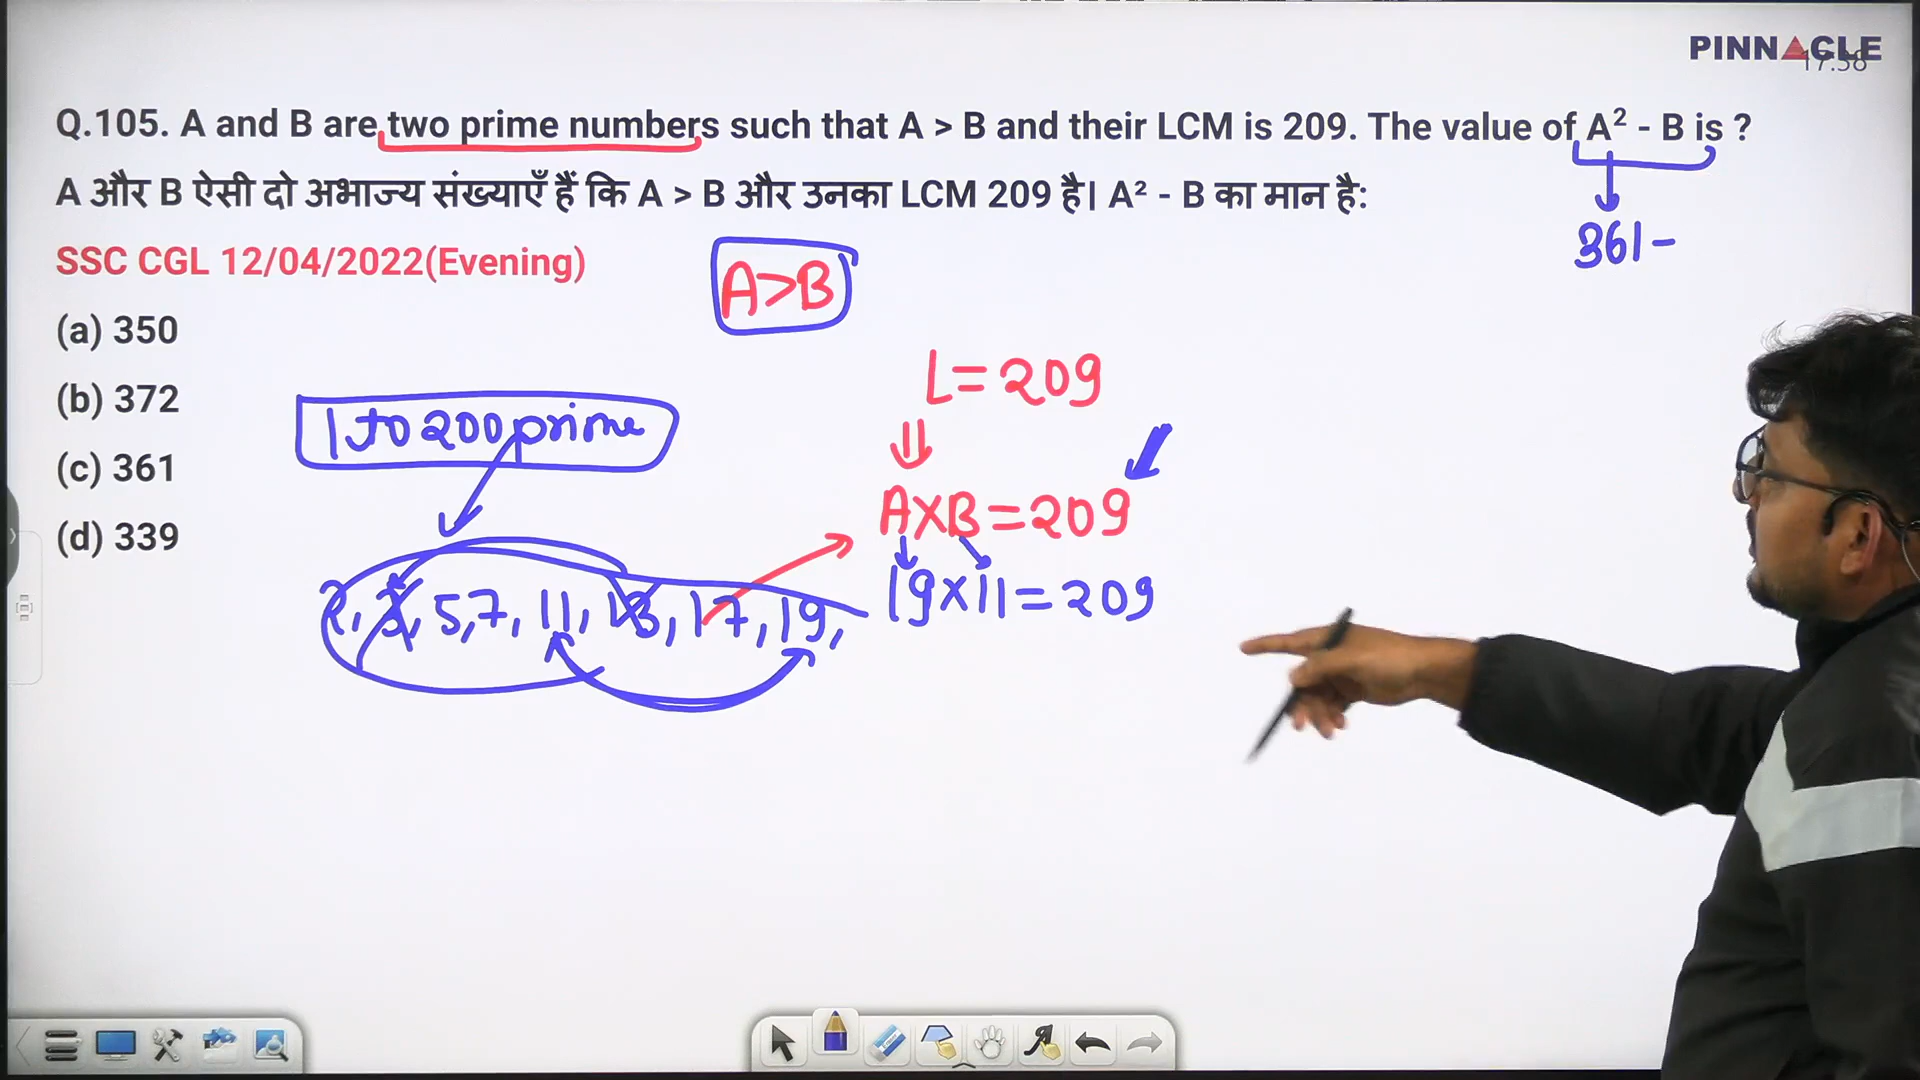 PINNACLE
17:38
Q.105. A and B are two prime numbers such that A > B and their LCM is 209. The value of A² - B is ?
A और B ऐसी दो अभाज्य संख्याएँ हैं कि A > B और उनका LCM 209 है| A² - B का मान है:
361-
SSC CGL 12/04/2022(Evening)
A>B
(a) 350
(b) 372
(c) 361
(d) 339
L=209
1 to 200 prime
A×B=209
2, 3, 5, 7, 11, 13, 17, 19,
19×11=209